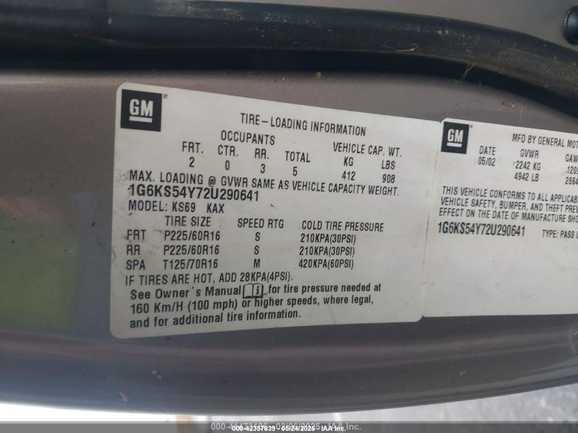 GM
TIRE-LOADING INFORMATION
OCCUPANTS VEHICLE CAP. WT.
FRT. CTR. RR. TOTAL KG LBS
2 0 3 5 412 908
MAX. LOADING @ GVWR SAME AS VEHICLE CAPACITY WEIGHT.
1G6KS54Y72U290641
MODEL: KS69 KAX
TIRE SIZE SPEED RTG COLD TIRE PRESSURE
FRT P225/60R16 S 210KPA(30PSI)
RR P225/60R16 S 210KPA(30PSI)
SPA T125/70R16 M 420KPA(60PSI)
IF TIRES ARE HOT, ADD 28KPA(4PSI).
See Owner's Manual for tire pressure needed at
160 Km/H (100 mph) or higher speeds, where legal,
and for additional tire information.
GM
MFD BY GENERAL MOT
DATE GVWR GAW
05/02 2242 KG
4942 LB
THIS VEHICLE CONFORMS TO ALL
SAFETY, BUMPER, AND THEFT PREV
EFFECT ON THE DATE OF MANUFACTURE SHOW
1G6KS54Y72U290641 TYPE: PASS
IAA Inc.